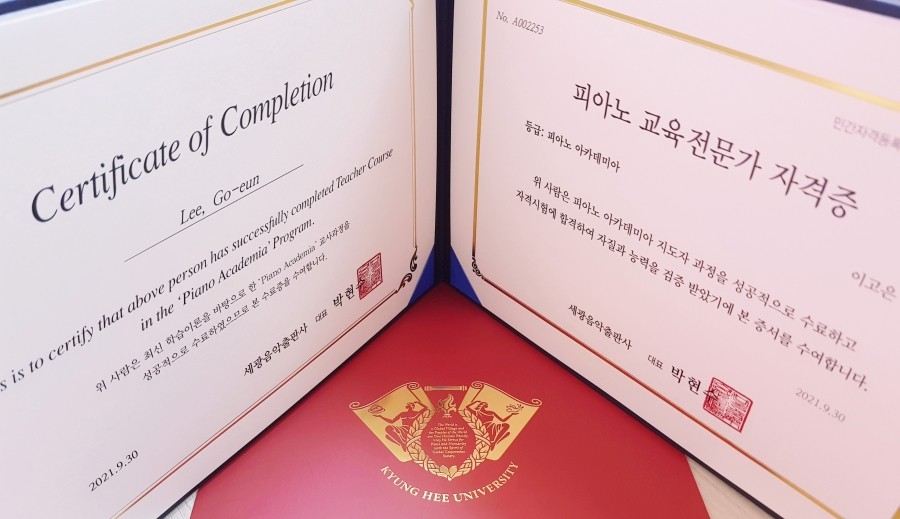 Certificate of Completion
Lee, Go-eun
is is to certify that above person has successfully completed Teacher Course
in the 'Piano Academia' Program.
위 사람은 최신 학습이론을 바탕으로 한 'Piano Academia' 교사과정을
성공적으로 수료하였으므로 본 수료증을 수여합니다.
세광음악출판사 대표 박현수
2021.9.30
No. A002253
민간자격등록
피아노 교육전문가 자격증
등급: 피아노 아카데미아
이고은
위 사람은 피아노 아카데미아 지도자 과정을 성공적으로 수료하고
자격시험에 합격하여 자질과 능력을 검증 받았기에 본 증서를 수여합니다.
2021.9.30
세광음악출판사 대표 박현수
The World is
a Global Village and
KYUNG HEE UNIVERSITY